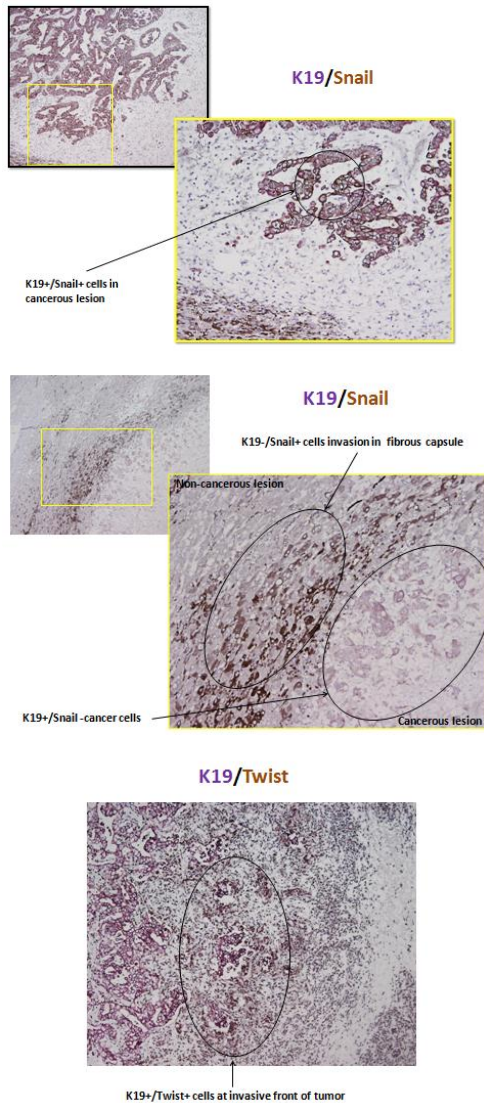 K19/Snail
K19+/Snail+ cells in
cancerous lesion
K19/Snail
K19-/Snail+ cells invasion in fibrous capsule
Non-cancerous lesion
K19+/Snail -cancer cells
Cancerous lesion
K19/Twist
K19+/Twist+ cells at invasive front of tumor